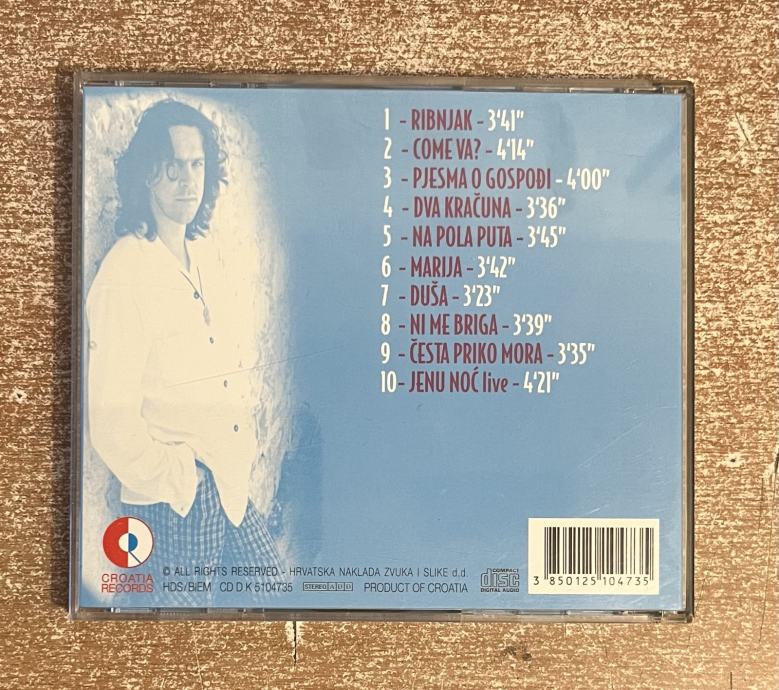 1 - RIBNJAK - 3'41"
2 - COME VA? - 4'14"
3 - PJESMA O GOSPOĐI - 4'00"
4 - DVA KRAČUNA - 3'36"
5 - NA POLA PUTA - 3'45"
6 - MARIJA - 3'42"
7 - DUŠA - 3'23"
8 - NI ME BRIGA - 3'39"
9 - ČESTA PRIKO MORA - 3'35"
10- JENU NOĆ live - 4'21"
CROATIA
RECORDS
© ALL RIGHTS RESERVED - HRVATSKA NAKLADA ZVUKA I SLIKE d.d.
HDS/BIEM CD D K 5104735 STEREO A D D PRODUCT OF CROATIA
COMPACT
disc
DIGITAL AUDIO
3 850125 104735